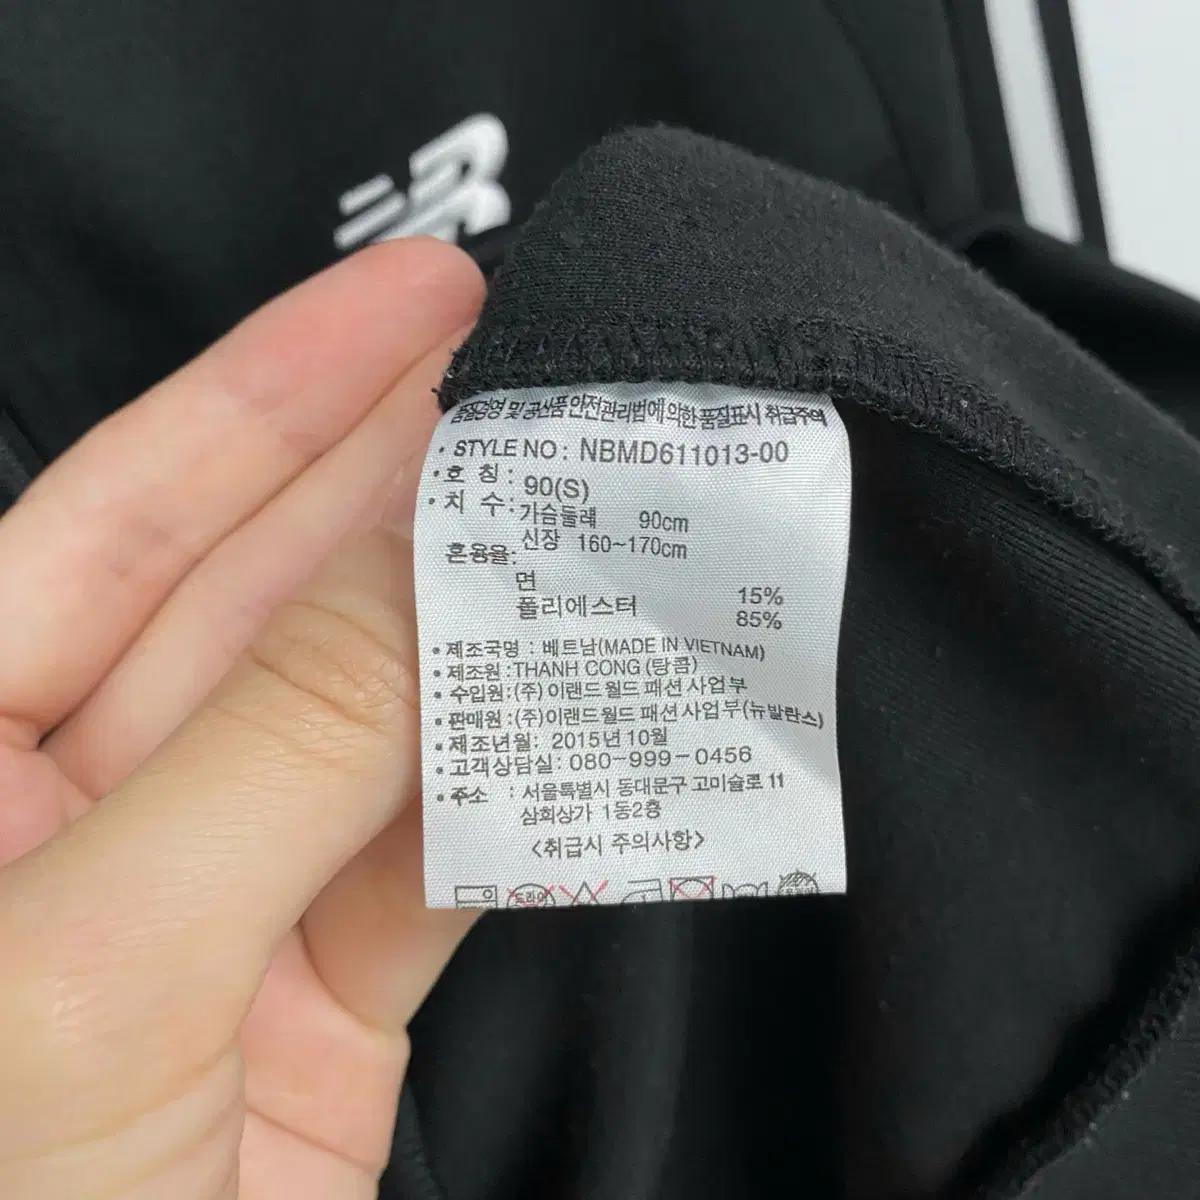 품질경영 및 공산품 안전관리법에 의한 품질표시 취급주의
· STYLE NO : NBMD611013-00
· 호 칭 : 90(S)
· 치 수 : 가슴둘레 90cm
신장 160~170cm
혼용율:
면 15%
폴리에스터 85%
· 제조국명 : 베트남(MADE IN VIETNAM)
· 제조원 :THANH CONG (탕콤)
· 수입원:(주)이랜드월드 패션 사업부
· 판매원 :(주)이랜드월드 패션 사업부(뉴발란스)
· 제조년월: 2015년 10월
· 고객상담실: 080-999-0456
· 주소 : 서울특별시 동대문구 고미술로 11
삼희상가 1동2층
<취급시 주의사항>
드라이